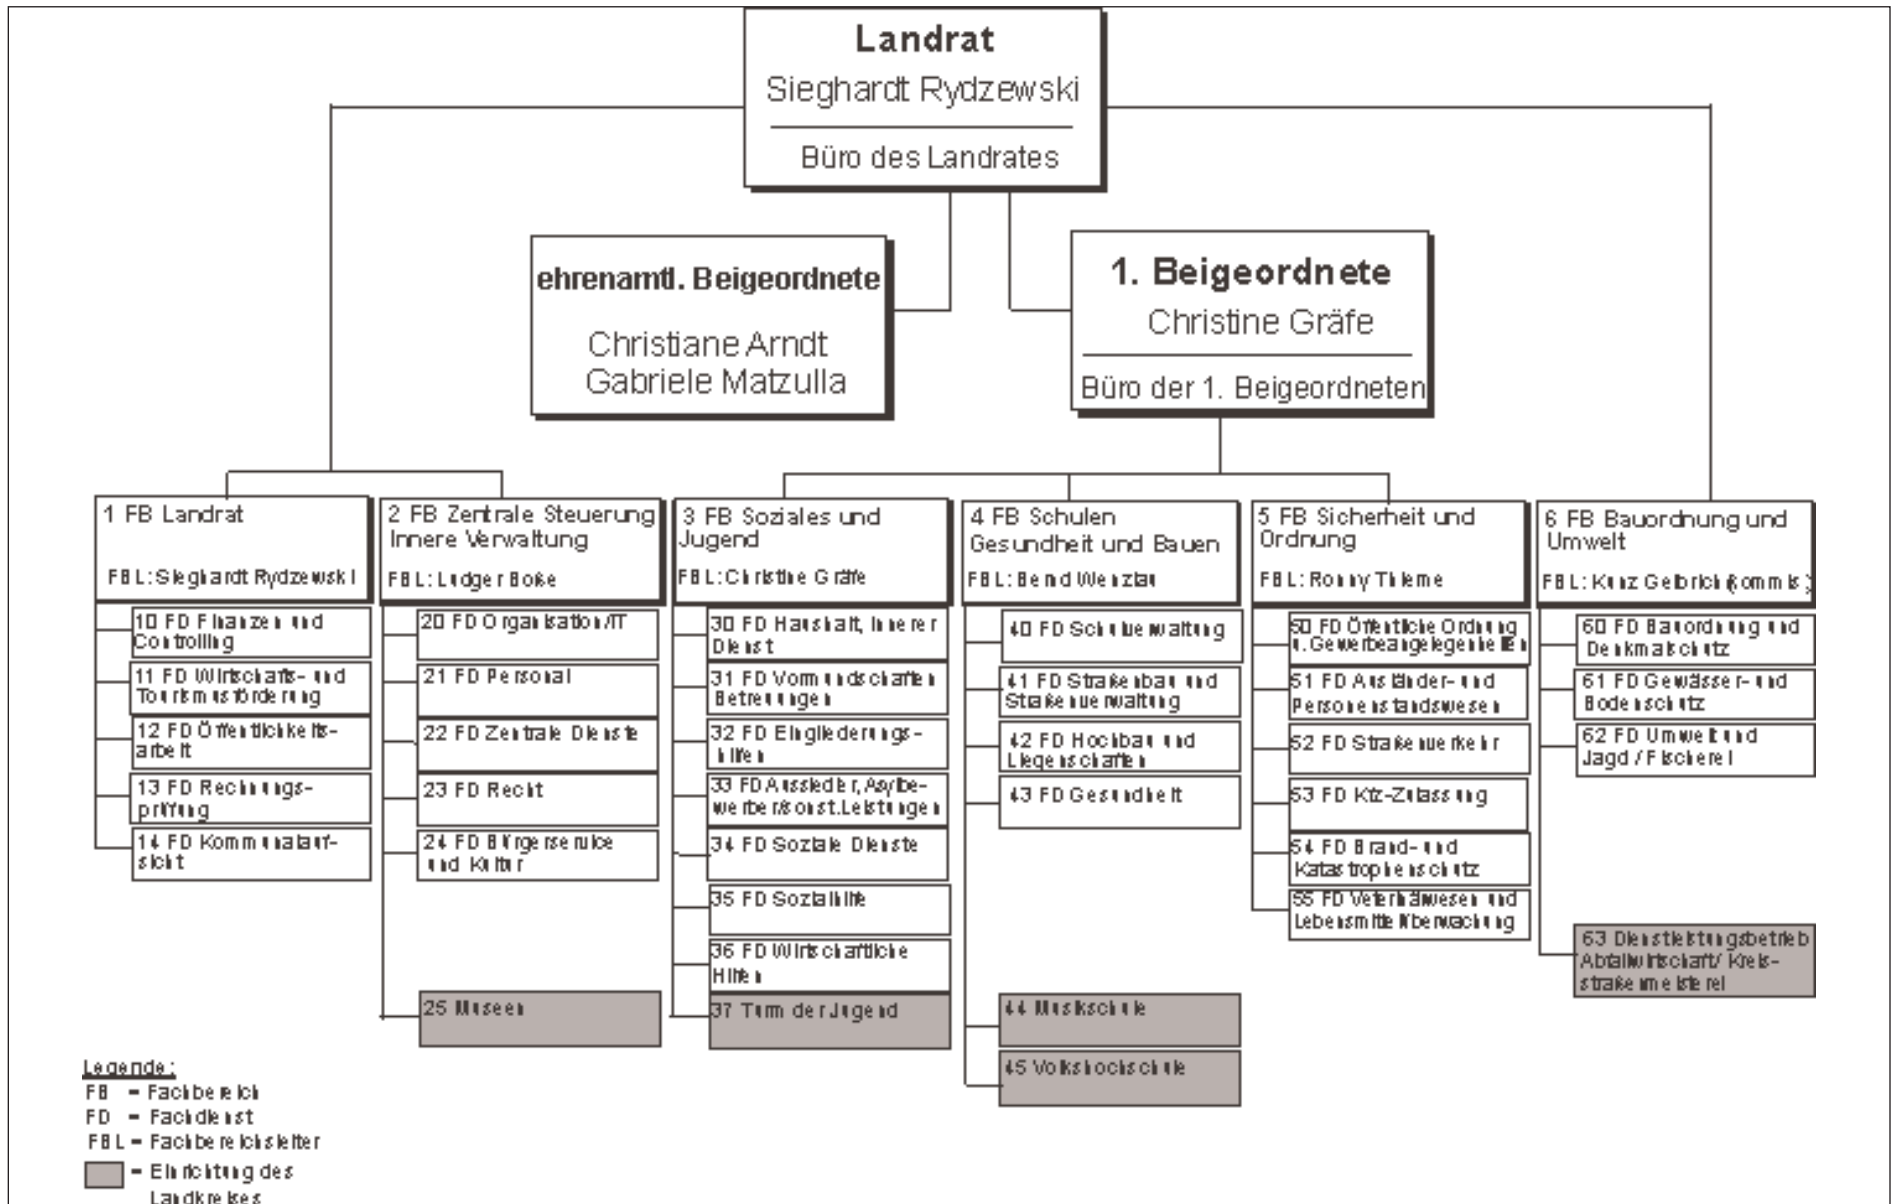 Landrat
Sieghardt Rydzewski
Büro des Landrates
ehrenamtl. Beigeordnete
Christiane Arndt
Gabriele Matzulla
1. Beigeordnete
Christine Gräfe
Büro der 1. Beigeordneten
1 FB Landrat
FBL: Sieghardt Rydzewski
10 FD Finanzen und
Controlling
11 FD Wirtschafts- und
Tourismusförderung
12 FD Öffentlichkeits-
arbeit
13 FD Rechnungs-
prüfung
14 FD Kommunalauf-
sicht
2 FB Zentrale Steuerung
Innere Verwaltung
FBL: Ludger
20 FD Organisation/IT
21 FD Personal
22 FD Zentrale Dienste
23 FD Recht
24 FD Bürgerservice
und Kultur
25 Museen
3 FB Soziales und
Jugend
FBL: Christine Gräfe
30 FD Haushalt, Innerer
Dienst
31 FD Vormundschaften
Betreuungen
32 FD Eingliederungs-
hilfen
33 FD Aussiedler, Asylbe-
werber/sonst. Leistungen
34 FD Soziale Dienste
35 FD Sozialhilfe
36 FD Wirtschaftliche
Hilfen
37 Turm der Jugend
4 FB Schulen
Gesundheit und Bauen
FBL: Bernd Wenzlau
40 FD Schulverwaltung
41 FD Straßenbau und
Straßenverwaltung
42 FD Hochbau und
Liegenschaften
43 FD Gesundheit
44 Musikschule
45 Volkshochschule
5 FB Sicherheit und
Ordnung
FBL: Ronny Thieme
50 FD Öffentliche Ordnung
u. Gewerbeangelegenheiten
51 FD Ausländer- und
Personenstandswesen
52 FD Straßenverkehr
53 FD Kfz-Zulassung
54 FD Brand- und
Katastrophenschutz
55 FD Veterinärwesen und
Lebensmittelüberwachung
6 FB Bauordnung und
Umwelt
FBL: Kunz Gelbrich (kommis.)
60 FD Bauordnung und
Denkmalschutz
61 FD Gewässer- und
Bodenschutz
62 FD Umwelt und
Jagd / Fischerei
63 Dienstleistungsbetrieb
Abfallwirtschaft/ Kreis-
straßenmeisterei
Legende:
FB = Fachbereich
FD = Fachdienst
FBL = Fachbereichsleiter
= Einrichtung des
Landkreises